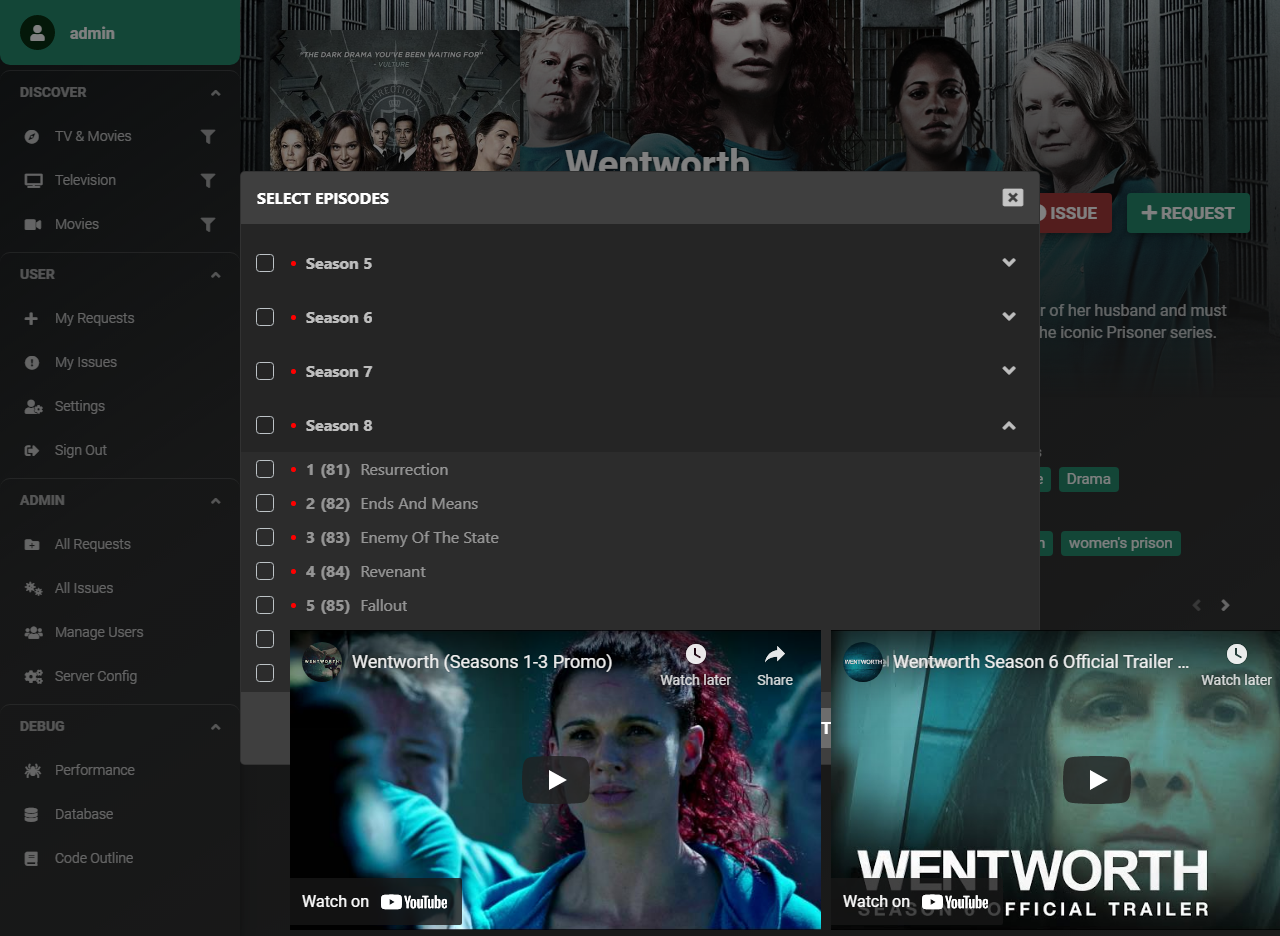 admin
DISCOVER
TV & Movies
Television
Movies
USER
My Requests
My Issues
Settings
Sign Out
ADMIN
All Requests
All Issues
Manage Users
Server Config
DEBUG
Performance
Database
Code Outline
"THE DARK DRAMA YOU'VE BEEN WAITING FOR"
- VULTURE
CORRECTIONAL
Wentworth
ISSUE
REQUEST
r of her husband and must
he iconic Prisoner series.
Drama
women's prison
SELECT EPISODES
Season 5
Season 6
Season 7
Season 8
1 (81) Resurrection
2 (82) Ends And Means
3 (83) Enemy Of The State
4 (84) Revenant
5 (85) Fallout
WENTWORTH
Wentworth (Seasons 1-3 Promo)
Watch later
Share
Watch on YouTube
WENTWORTH
Wentworth Season 6 Official Trailer ...
Watch later
WENTWORTH
SEASON 6 OFFICIAL TRAILER
Watch on YouTube